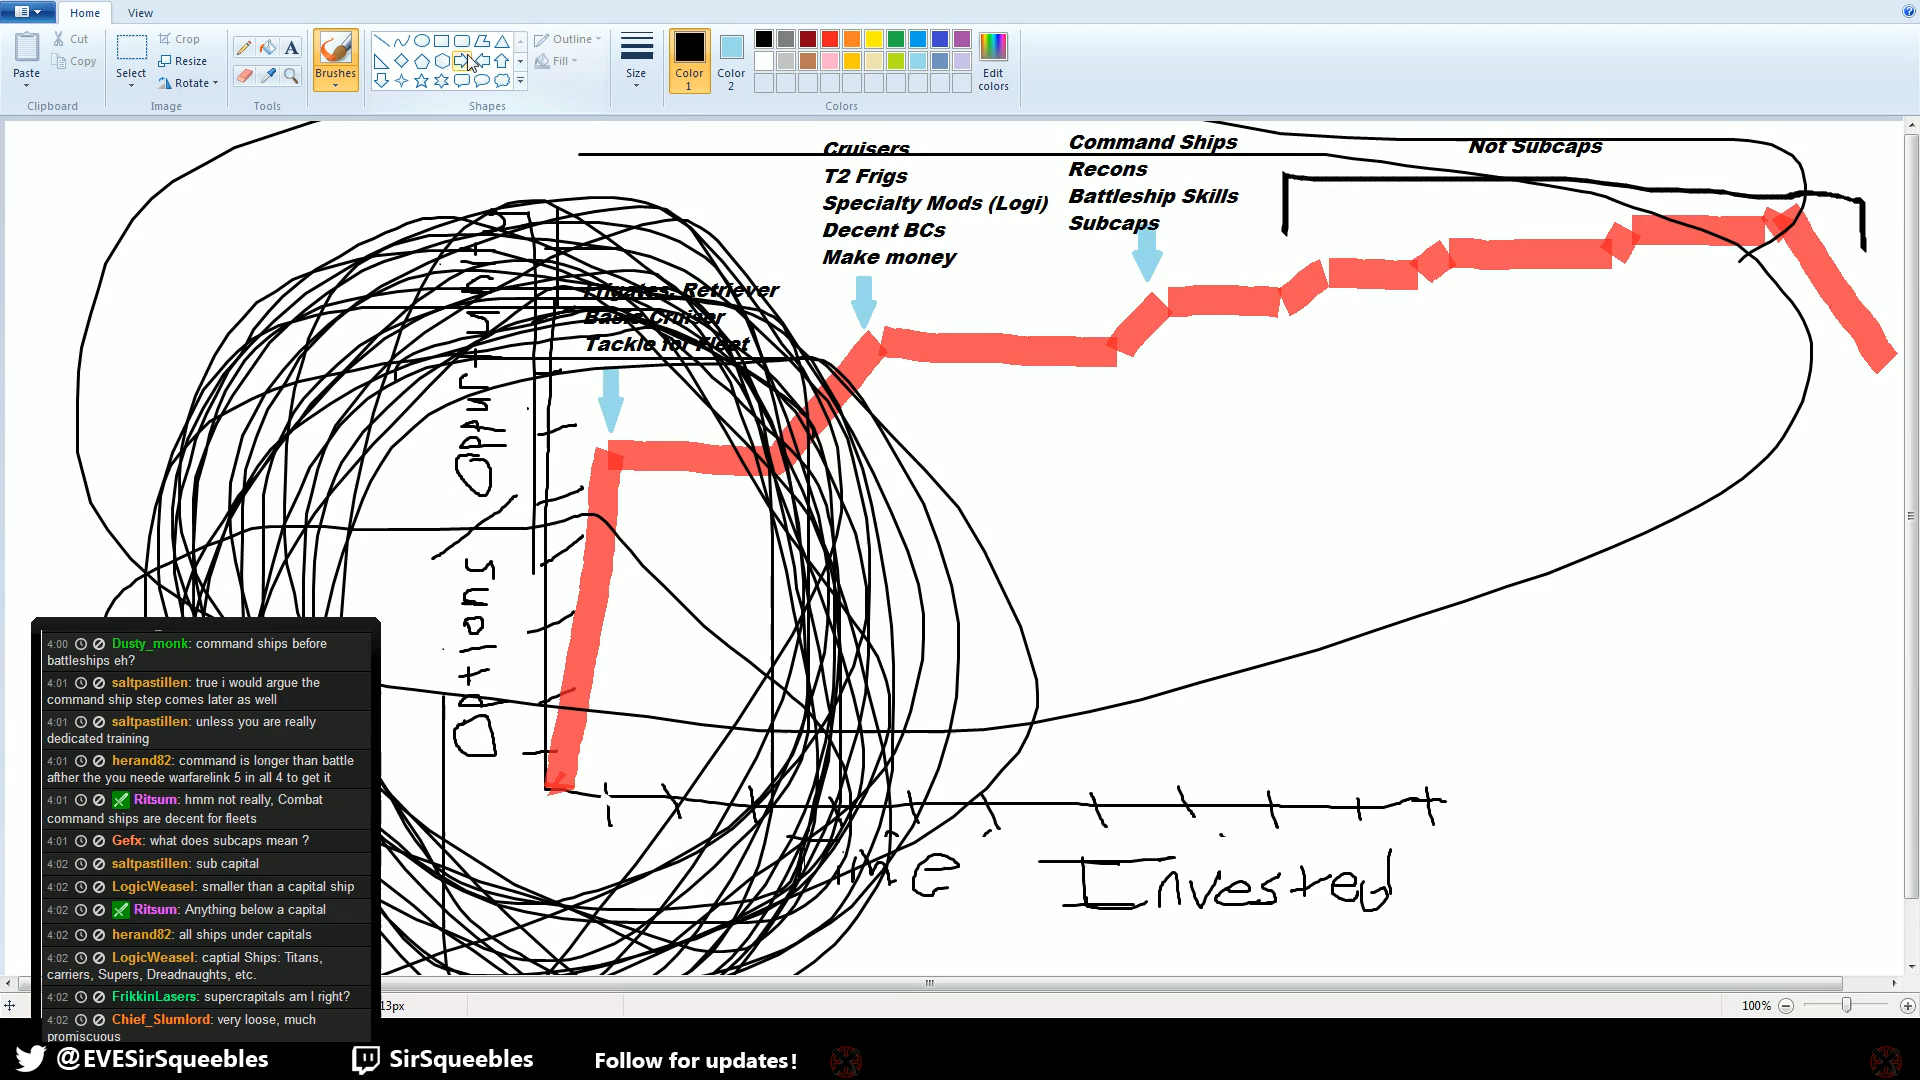 Home
View
Paste
Cut
Copy
Clipboard
Select
Crop
Resize
Rotate
Image
A
Tools
Brushes
Shapes
Outline
Fill
Size
Color
1
Color
2
Edit
colors
Colors
Cruisers
T2 Frigs
Specialty Mods (Logi)
Decent BCs
Make money
Command Ships
Recons
Battleship Skills
Subcaps
Not Subcaps
Frigates, Retriever
Basic Cruiser
Tackle for Fleet
Options / Opportunity
Time Invested
4:00 Dusty_monk: command ships before
battleships eh?
4:01 saltpastillen: true i would argue the
command ship step comes later as well
4:01 saltpastillen: unless you are really
dedicated training
4:01 herand82: command is longer than battle
afther the you neede warfarelink 5 in all 4 to get it
4:01 Ritsum: hmm not really, Combat
command ships are decent for fleets
4:01 Gefx: what does subcaps mean ?
4:02 saltpastillen: sub capital
4:02 LogicWeasel: smaller than a capital ship
4:02 Ritsum: Anything below a capital
4:02 herand82: all ships under capitals
4:02 LogicWeasel: captial Ships: Titans,
carriers, Supers, Dreadnaughts, etc.
4:02 FrikkinLasers: supercrapitals am I right?
4:02 Chief_Slumlord: very loose, much
promiscuous
13px
100%
@EVESirSqueebles
SirSqueebles
Follow for updates!